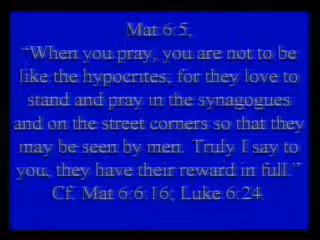 Mat 6:5,
“When you pray, you are not to be
like the hypocrites; for they love to
stand and pray in the synagogues
and on the street corners so that they
may be seen by men. Truly I say to
you, they have their reward in full.”
Cf. Mat 6:6 16; Luke 6:24.